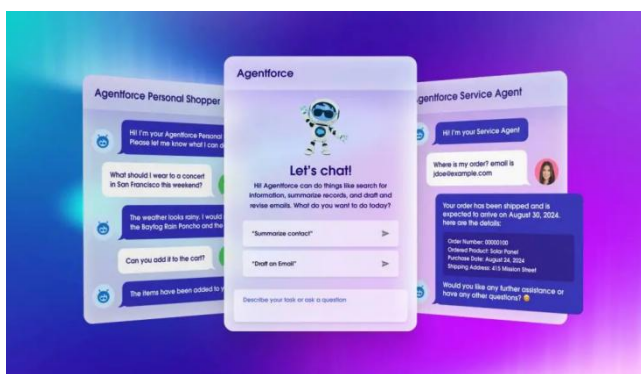 Agentforce Personal Shopper
Hi! I'm your Agentforce Personal
Please let me know what I can
What should I wear to a concert
in San Francisco this weekend?
The weather looks rainy. I would
the Bayfog Rain Poncho and the
Can you add it to the cart?
The items have been added to
Agentforce
Let's chat!
Hi! Agentforce can do things like search for
information, summarize records, and draft and
revise emails. What do you want to do today?
"Summarize contact"
"Draft an Email"
Describe your task or ask a question
gentforce Service Agent
Hi! I'm your Service Agent
Where is my order? email is
jdoe@example.com
Your order has been shipped and is
expected to arrive on August 30, 2024.
here are the details:
Order Number: 00000100
Ordered Product: Solar Panel
Purchase Date: August 24, 2024
Shipping Address: 415 Mission Street
Would you like any further assistance or
have any other questions?